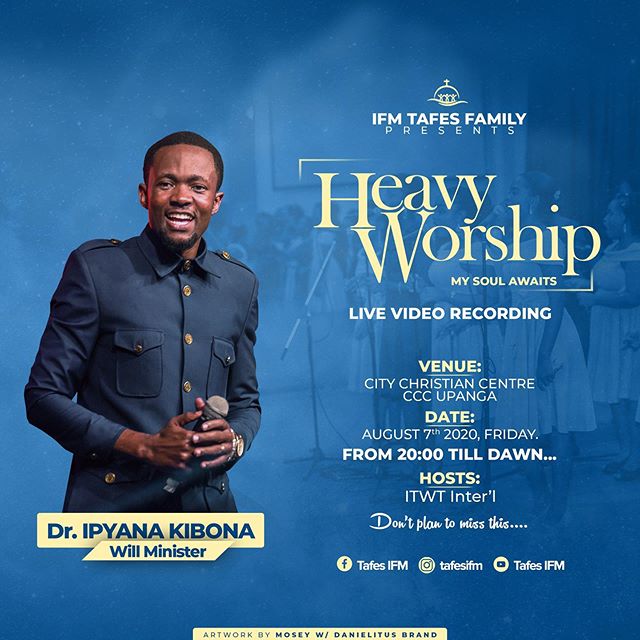 IFM TAFES FAMILY
PRESENTS
HEAVY
WORSHIP
MY SOUL AWAITS
LIVE VIDEO RECORDING
VENUE:
CITY CHRISTIAN CENTRE
CCC UPANGA
DATE:
AUGUST 7th 2020, FRIDAY.
FROM 20:00 TILL DAWN...
HOSTS:
ITWT Inter'l
Don't plan to miss this....
Tafes IFM tafesifm Tafes IFM
Dr. IPYANA KIBONA
Will Minister
ARTWORK BY MOSEY W/ DANIELITUS BRAND